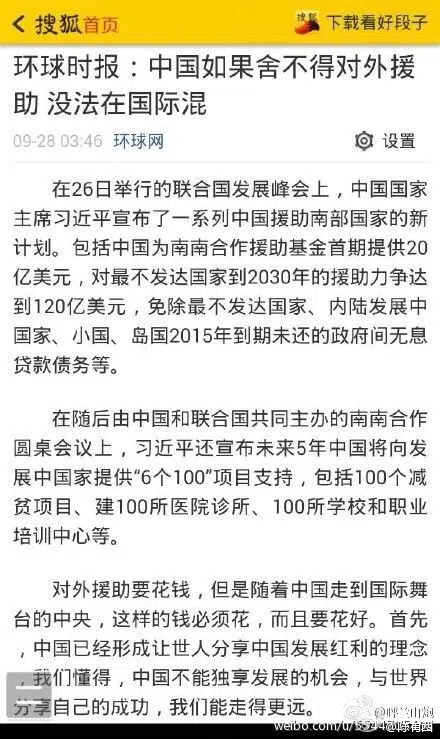 搜狐首页
下载看好段子
环球时报：中国如果舍不得对外援
助 没法在国际混
09-28 03:46 环球网
设置
在26日举行的联合国发展峰会上，中国国家
主席习近平宣布了一系列中国援助南部国家的新
计划。包括中国为南南合作援助基金首期提供20
亿美元，对最不发达国家到2030年的援助力争达
到120亿美元，免除最不发达国家、内陆发展中
国家、小国、岛国2015年到期未还的政府间无息
贷款债务等。
在随后由中国和联合国共同主办的南南合作
圆桌会议上，习近平还宣布未来5年中国将向发
展中国家提供“6个100”项目支持，包括100个减
贫项目、建100所医院诊所、100所学校和职业
培训中心等。
对外援助要花钱，但是随着中国走到国际舞
台的中央，这样的钱必须花，而且要花好。首先
，中国已经形成让世人分享中国发展红利的理念
，我们懂得，中国不能独享发展的机会，与世界
分享自己的成功，我们能走得更远。